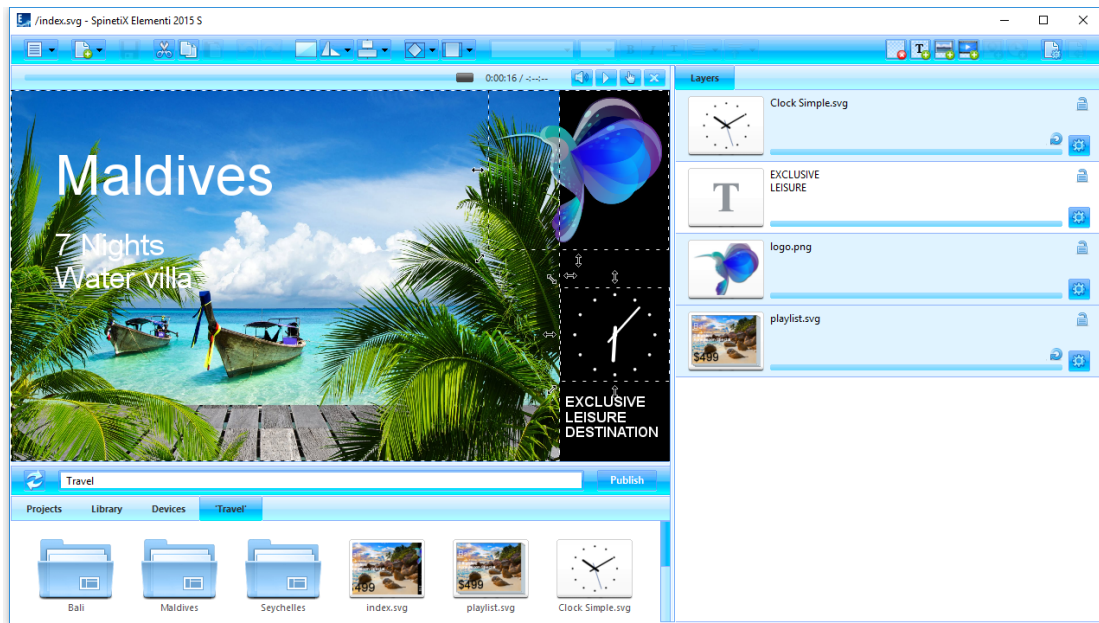 /index.svg - SpinetiX Elementi 2015 S
0:00:16 / -:--:--
Layers
Maldives
7 Nights
Water villa
EXCLUSIVE
LEISURE
DESTINATION
Clock Simple.svg
T
EXCLUSIVE
LEISURE
logo.png
playlist.svg
$499
Travel
Publish
Projects
Library
Devices
'Travel'
Bali
Maldives
Seychelles
499
index.svg
$499
playlist.svg
Clock Simple.svg